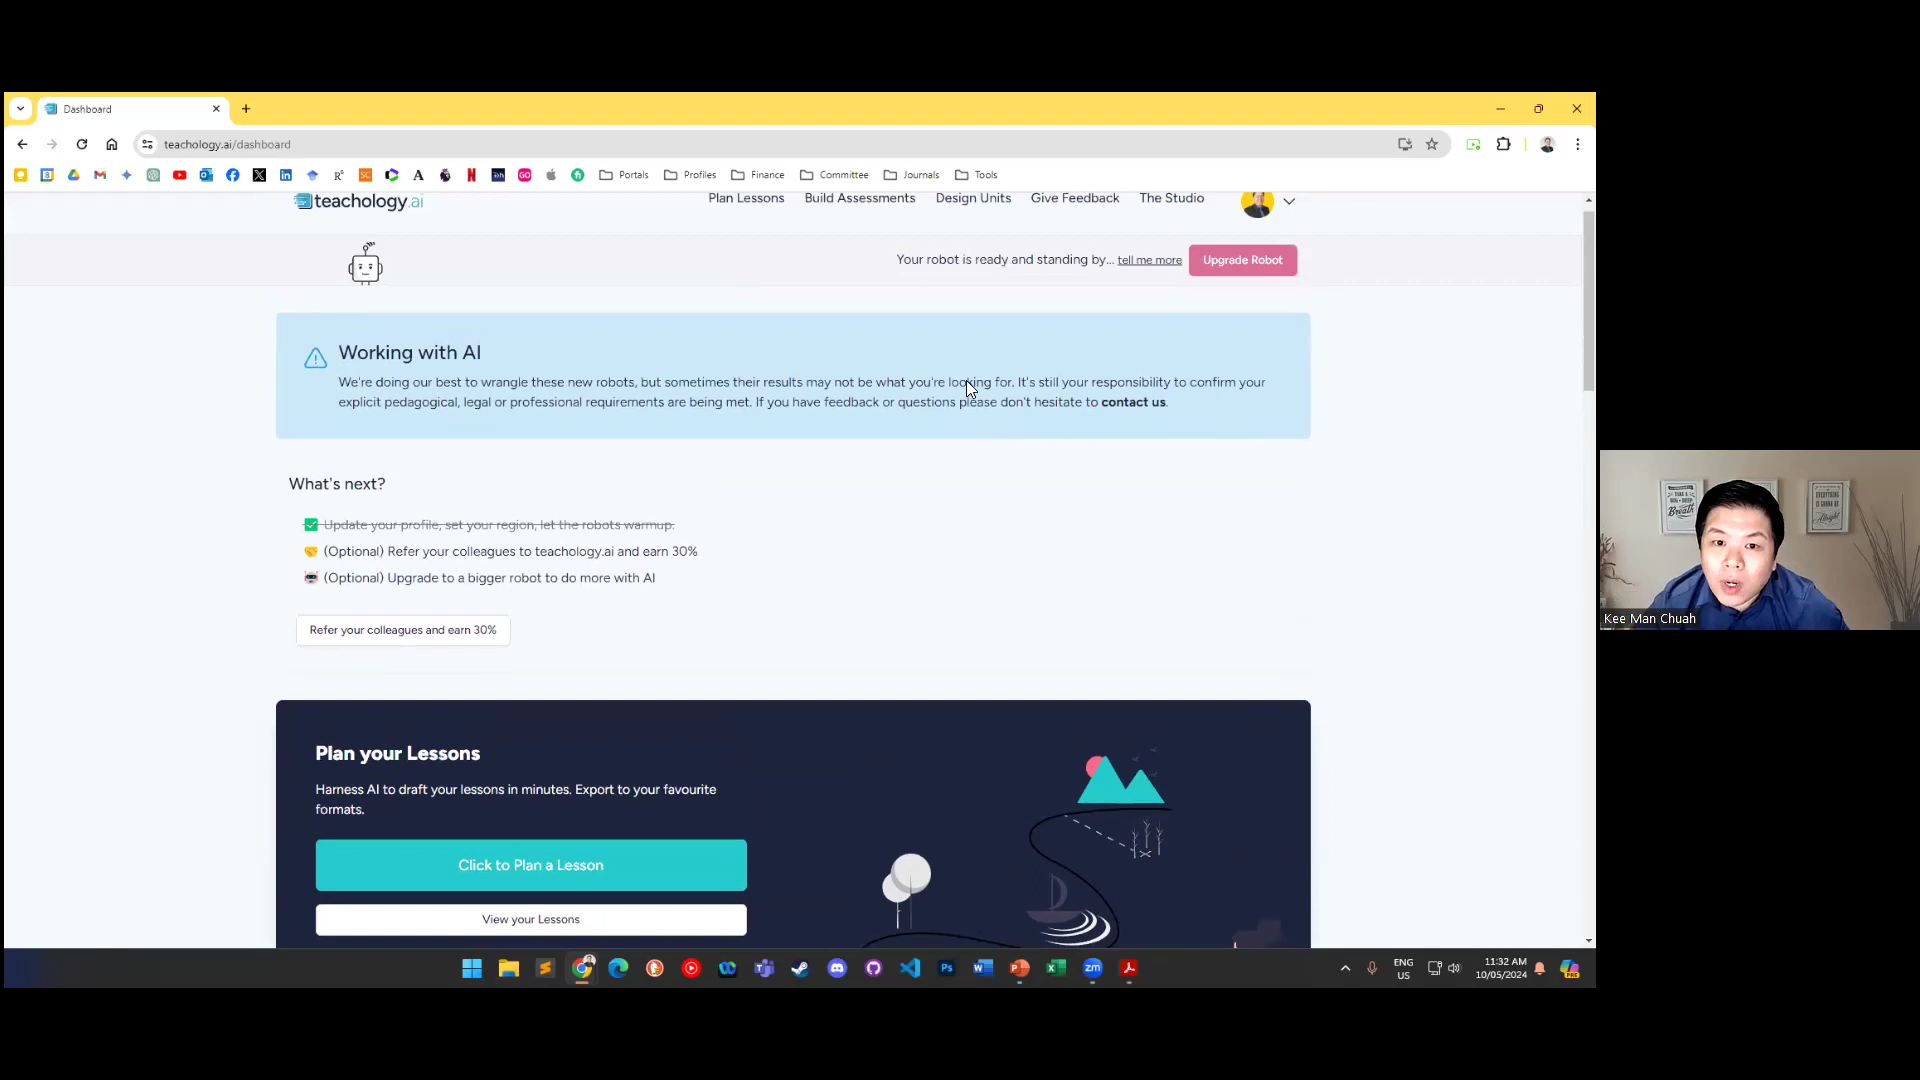 Dashboard
teachology.ai/dashboard
Portals
Profiles
Finance
Committee
Journals
Tools
teachology.ai
Plan Lessons
Build Assessments
Design Units
Give Feedback
The Studio
Your robot is ready and standing by... tell me more
Upgrade Robot
Working with AI
We're doing our best to wrangle these new robots, but sometimes their results may not be what you're looking for. It's still your responsibility to confirm your
explicit pedagogical, legal or professional requirements are being met. If you have feedback or questions please don't hesitate to contact us.
What's next?
Update your profile, set your region, let the robots warmup.
(Optional) Refer your colleagues to teachology.ai and earn 30%
(Optional) Upgrade to a bigger robot to do more with AI
Refer your colleagues and earn 30%
Plan your Lessons
Harness AI to draft your lessons in minutes. Export to your favourite
formats.
Click to Plan a Lesson
View your Lessons
Kee Man Chuah
ENG
US
11:32 AM
10/05/2024